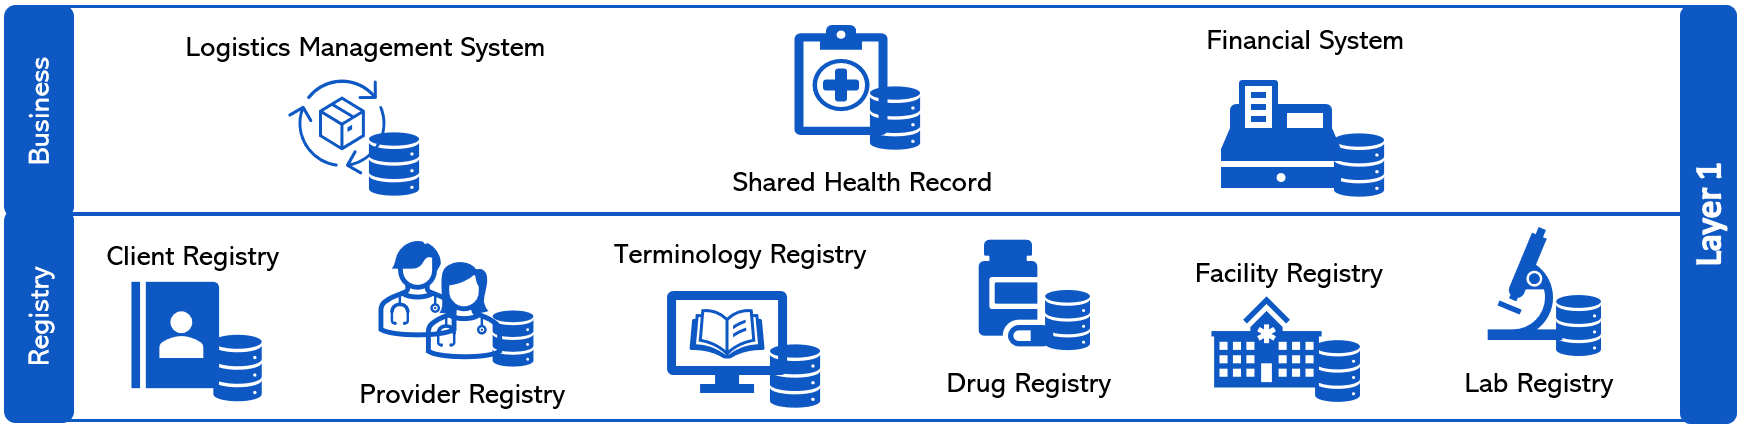 Business
Logistics Management System
Shared Health Record
Financial System
Registry
Client Registry
Provider Registry
Terminology Registry
Drug Registry
Facility Registry
Lab Registry
Layer 1